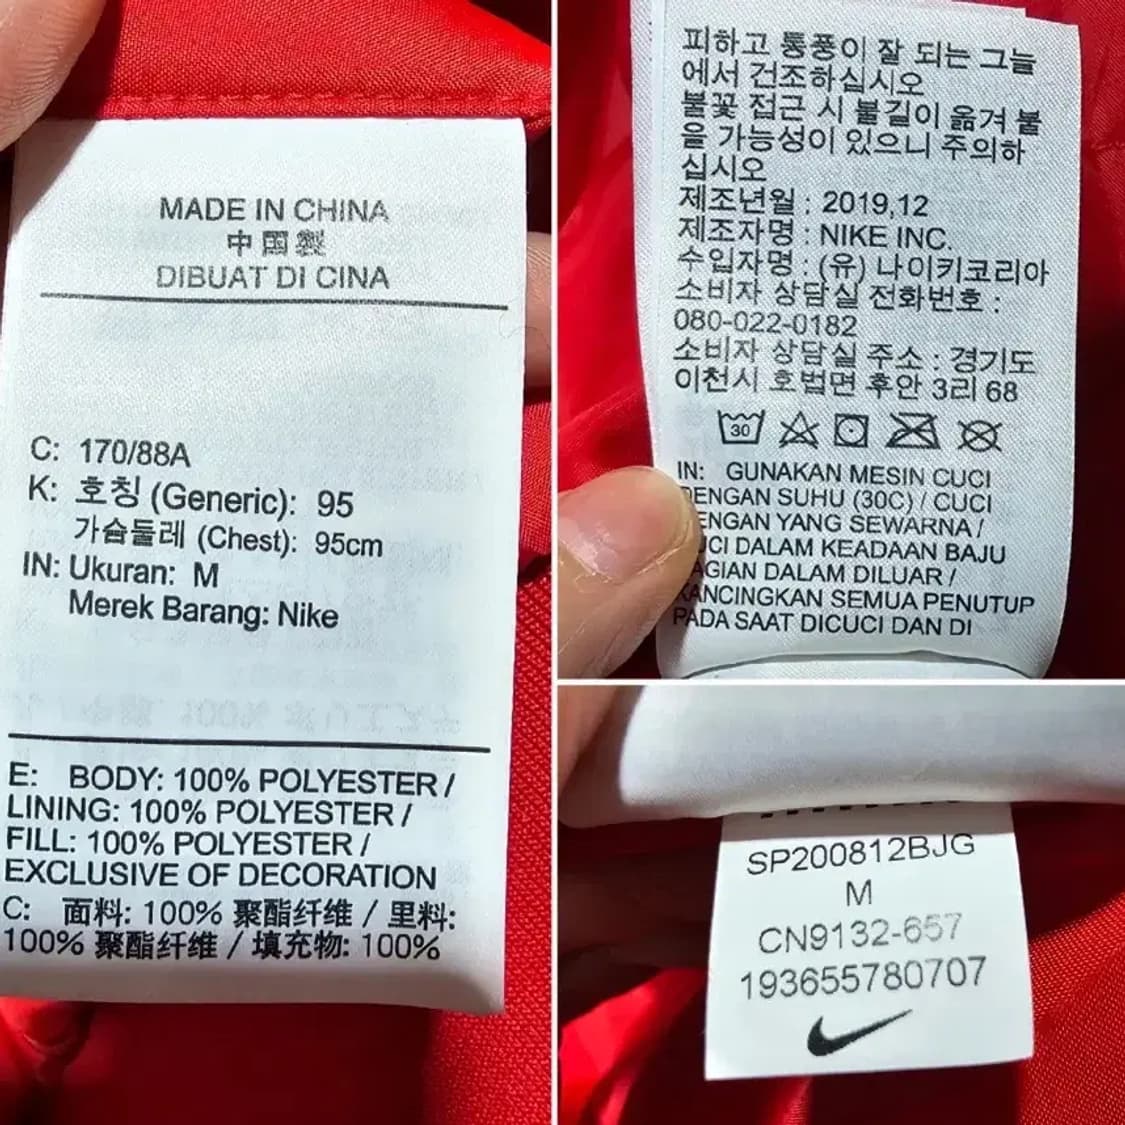 MADE IN CHINA
中国製
DIBUAT DI CINA
C: 170/88A
K: 호칭 (Generic): 95
가슴둘레 (Chest): 95cm
IN: Ukuran: M
Merek Barang: Nike
E: BODY: 100% POLYESTER /
LINING: 100% POLYESTER /
FILL: 100% POLYESTER /
EXCLUSIVE OF DECORATION
C: 面料: 100% 聚酯纤维 / 里料:
100% 聚酯纤维 / 填充物: 100%
피하고 통풍이 잘 되는 그늘
에서 건조하십시오
불꽃 접근 시 불길이 옮겨 붙
을 가능성이 있으니 주의하
십시오
제조년월 : 2019,12
제조자명 : NIKE INC.
수입자명 : (유) 나이키코리아
소비자 상담실 전화번호 :
080-022-0182
소비자 상담실 주소 : 경기도
이천시 호법면 후안 3리 68
30
IN: GUNAKAN MESIN CUCI
DENGAN SUHU (30C) / CUCI
DENGAN YANG SEWARNA /
CUCI DALAM KEADAAN BAJU
BAGIAN DALAM DILUAR /
KANCINGKAN SEMUA PENUTUP
PADA SAAT DICUCI DAN DI
SP200812BJG
M
CN9132-657
193655780707